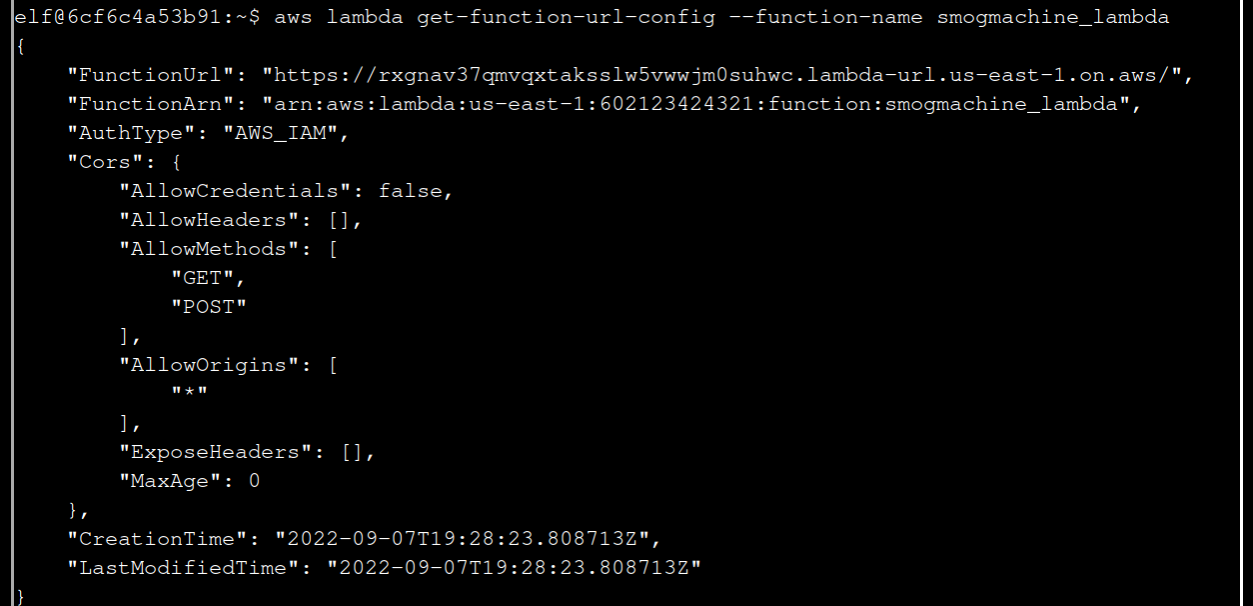 elf@6cf6c4a53b91:~$ aws lambda get-function-url-config --function-name smogmachine_lambda
{
    "FunctionUrl": "https://rxgnav37qmvqxtaksslw5vwwjm0suhwc.lambda-url.us-east-1.on.aws/",
    "FunctionArn": "arn:aws:lambda:us-east-1:602123424321:function:smogmachine_lambda",
    "AuthType": "AWS_IAM",
    "Cors": {
        "AllowCredentials": false,
        "AllowHeaders": [],
        "AllowMethods": [
            "GET",
            "POST"
        ],
        "AllowOrigins": [
            "*"
        ],
        "ExposeHeaders": [],
        "MaxAge": 0
    },
    "CreationTime": "2022-09-07T19:28:23.808713Z",
    "LastModifiedTime": "2022-09-07T19:28:23.808713Z"
}